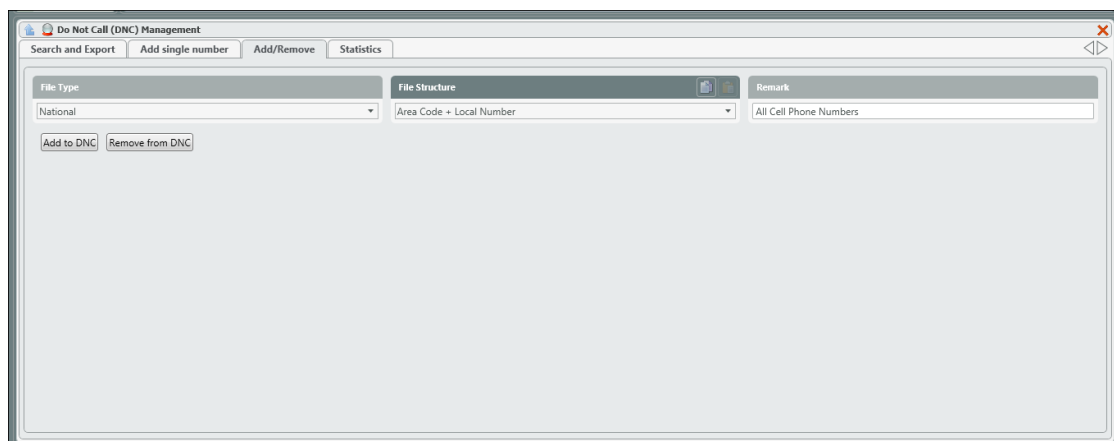 Do Not Call (DNC) Management
Search and Export Add single number Add/Remove Statistics
File Type File Structure Remark
National Area Code + Local Number All Cell Phone Numbers
Add to DNC Remove from DNC